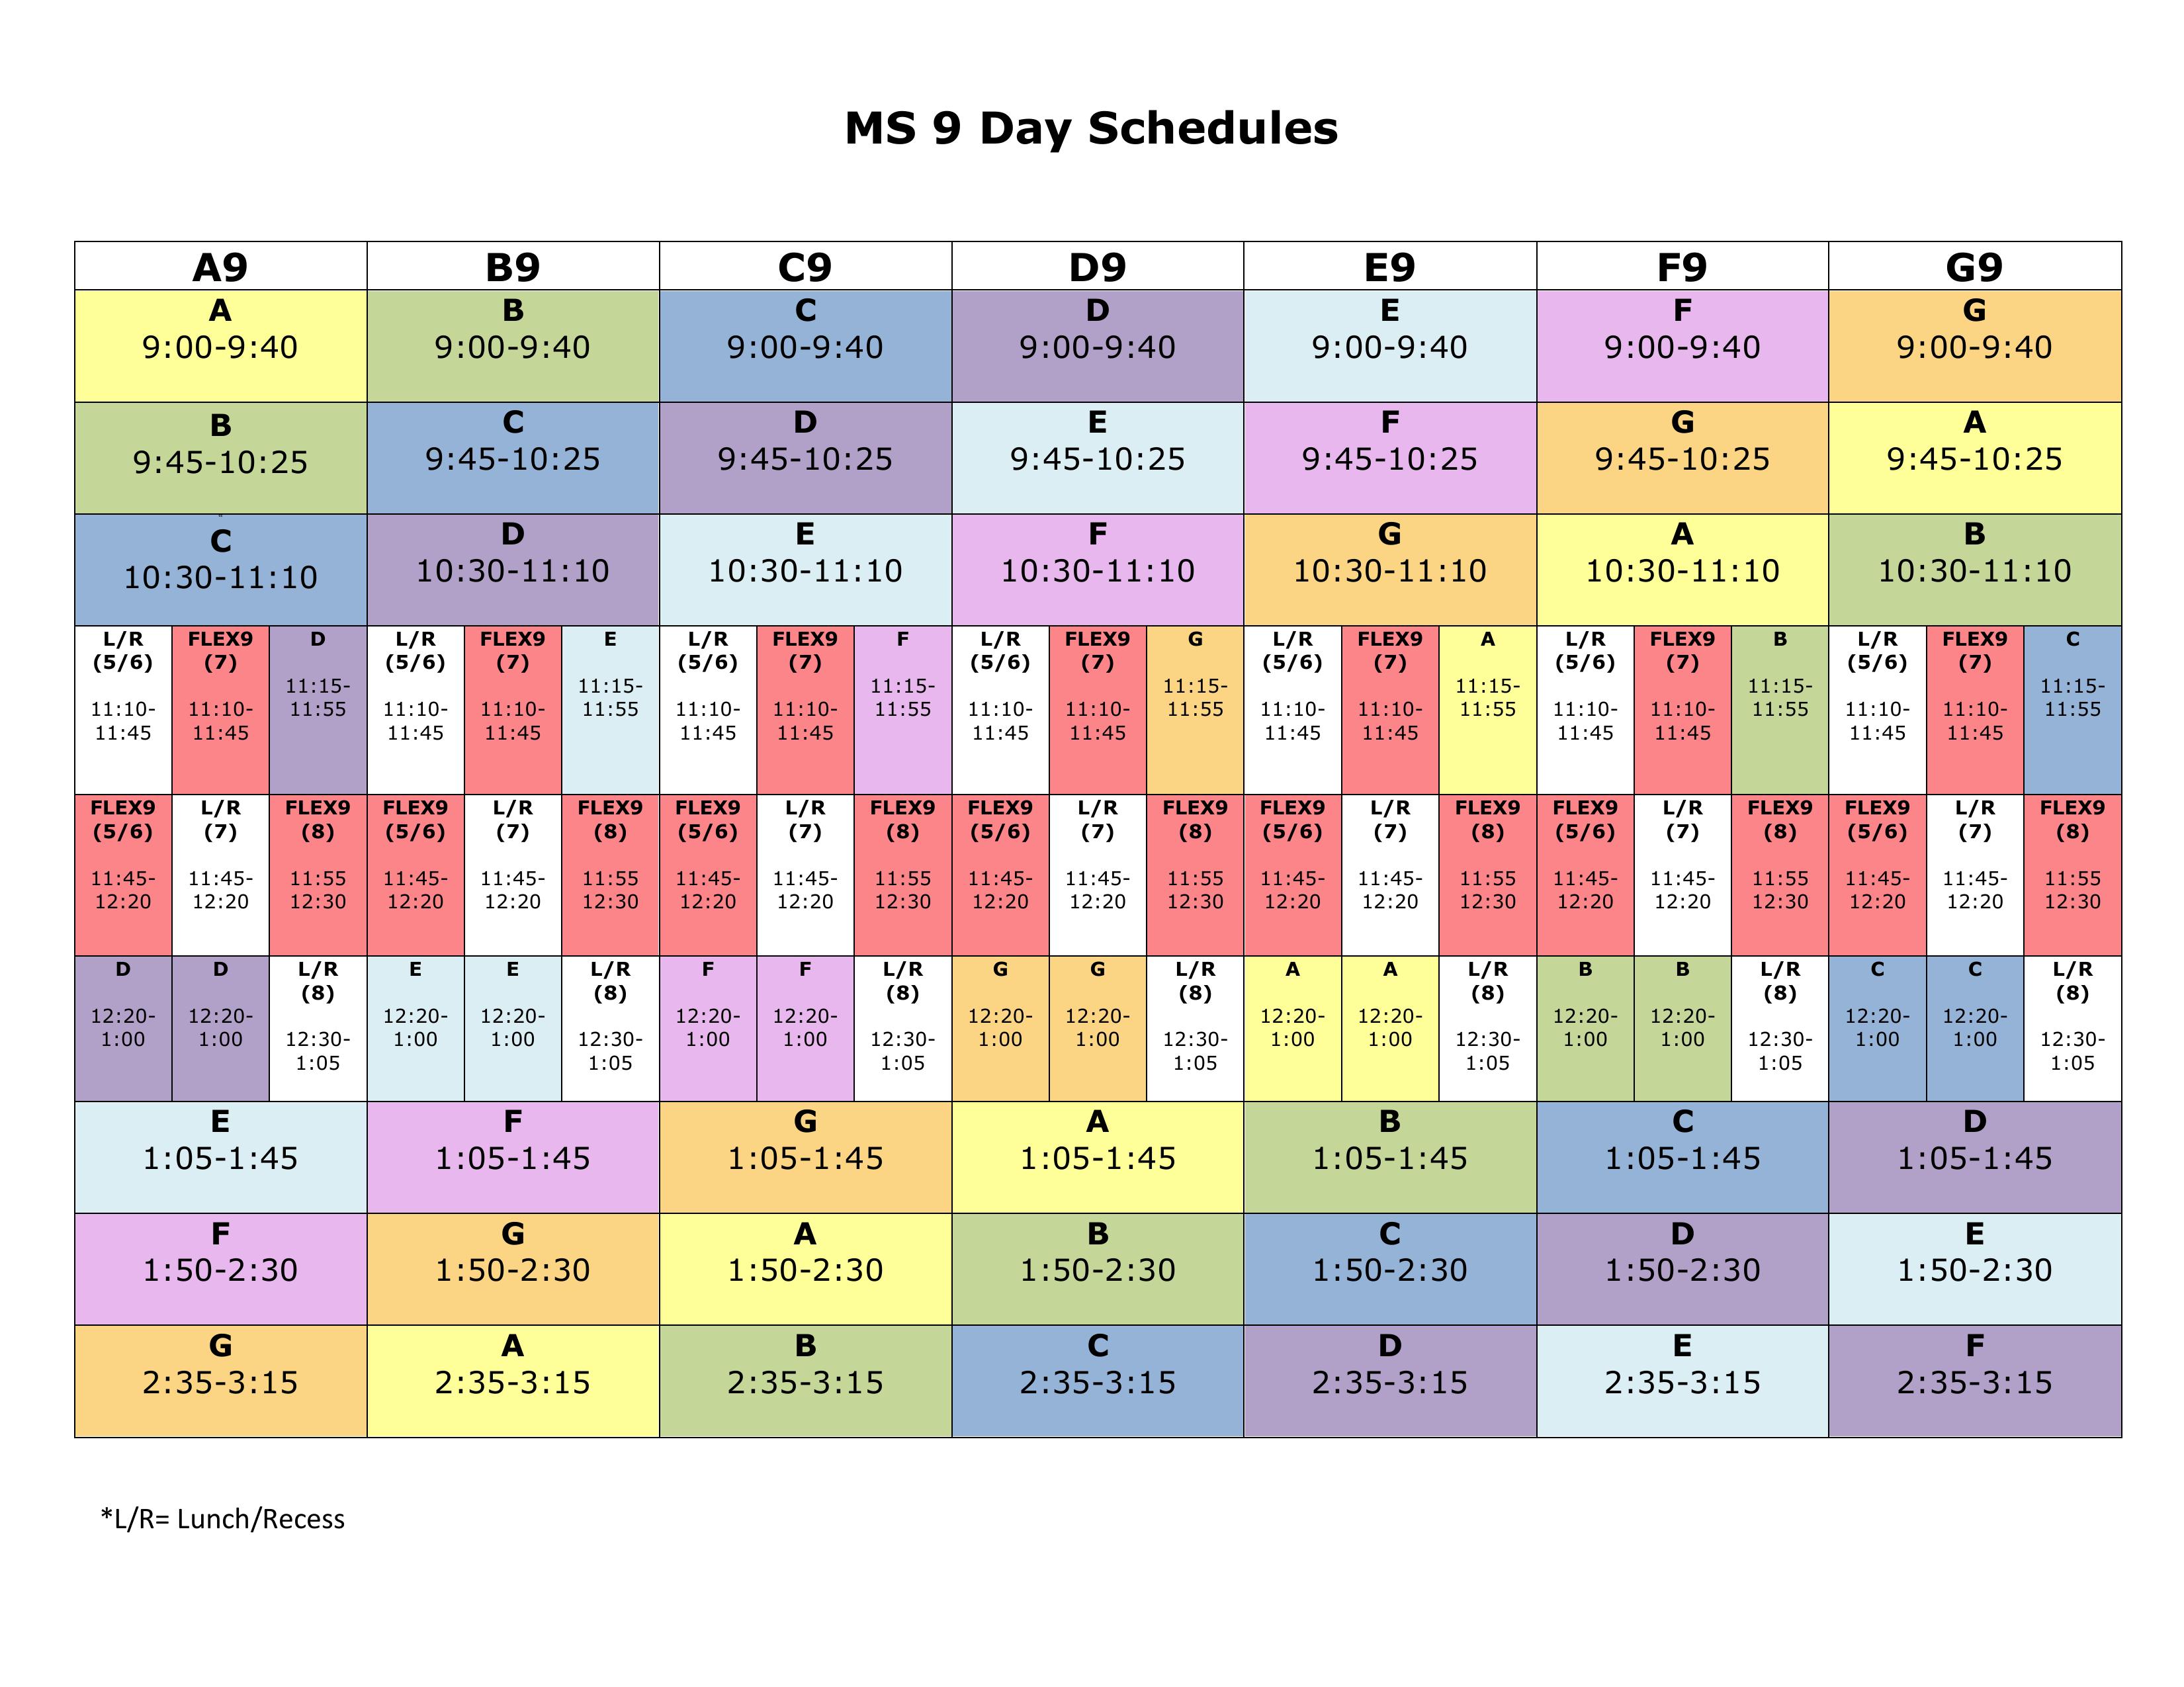 MS 9 Day Schedules
A9 B9 C9 D9 E9 F9 G9
A B C D E F G
9:00-9:40 9:00-9:40 9:00-9:40 9:00-9:40 9:00-9:40 9:00-9:40 9:00-9:40
B C D E F G A
9:45-10:25 9:45-10:25 9:45-10:25 9:45-10:25 9:45-10:25 9:45-10:25 9:45-10:25
C D E F G A B
10:30-11:10 10:30-11:10 10:30-11:10 10:30-11:10 10:30-11:10 10:30-11:10 10:30-11:10
L/R FLEX9 D L/R FLEX9 E L/R FLEX9 F L/R FLEX9 G L/R FLEX9 A L/R FLEX9 B L/R FLEX9 C
(5/6) (7) (5/6) (7) (5/6) (7) (5/6) (7) (5/6) (7) (5/6) (7) (5/6) (7)
11:15- 11:15- 11:15- 11:15- 11:15- 11:15- 11:15-
11:10- 11:10- 11:55 11:10- 11:10- 11:55 11:10- 11:10- 11:55 11:10- 11:10- 11:55 11:10- 11:10- 11:55 11:10- 11:10- 11:55 11:10- 11:10- 11:55
11:45 11:45 11:45 11:45 11:45 11:45 11:45 11:45 11:45 11:45 11:45 11:45 11:45 11:45
FLEX9 L/R FLEX9 FLEX9 L/R FLEX9 FLEX9 L/R FLEX9 FLEX9 L/R FLEX9 FLEX9 L/R FLEX9 FLEX9 L/R FLEX9 FLEX9 L/R FLEX9
(5/6) (7) (8) (5/6) (7) (8) (5/6) (7) (8) (5/6) (7) (8) (5/6) (7) (8) (5/6) (7) (8) (5/6) (7) (8)
11:45- 11:45- 11:55 11:45- 11:45- 11:55 11:45- 11:45- 11:55 11:45- 11:45- 11:55 11:45- 11:45- 11:55 11:45- 11:45- 11:55 11:45- 11:45- 11:55
12:20 12:20 12:30 12:20 12:20 12:30 12:20 12:20 12:30 12:20 12:20 12:30 12:20 12:20 12:30 12:20 12:20 12:30 12:20 12:20 12:30
D D L/R E E L/R F F L/R G G L/R A A L/R B B L/R C C L/R
(8) (8) (8) (8) (8) (8) (8)
12:20- 12:20- 12:20- 12:20- 12:20- 12:20- 12:20- 12:20- 12:20- 12:20- 12:20- 12:20- 12:20- 12:20-
1:00 1:00 12:30- 1:00 1:00 12:30- 1:00 1:00 12:30- 1:00 1:00 12:30- 1:00 1:00 12:30- 1:00 1:00 12:30- 1:00 1:00 12:30-
1:05 1:05 1:05 1:05 1:05 1:05 1:05
E F G A B C D
1:05-1:45 1:05-1:45 1:05-1:45 1:05-1:45 1:05-1:45 1:05-1:45 1:05-1:45
F G A B C D E
1:50-2:30 1:50-2:30 1:50-2:30 1:50-2:30 1:50-2:30 1:50-2:30 1:50-2:30
G A B C D E F
2:35-3:15 2:35-3:15 2:35-3:15 2:35-3:15 2:35-3:15 2:35-3:15 2:35-3:15
*L/R= Lunch/Recess